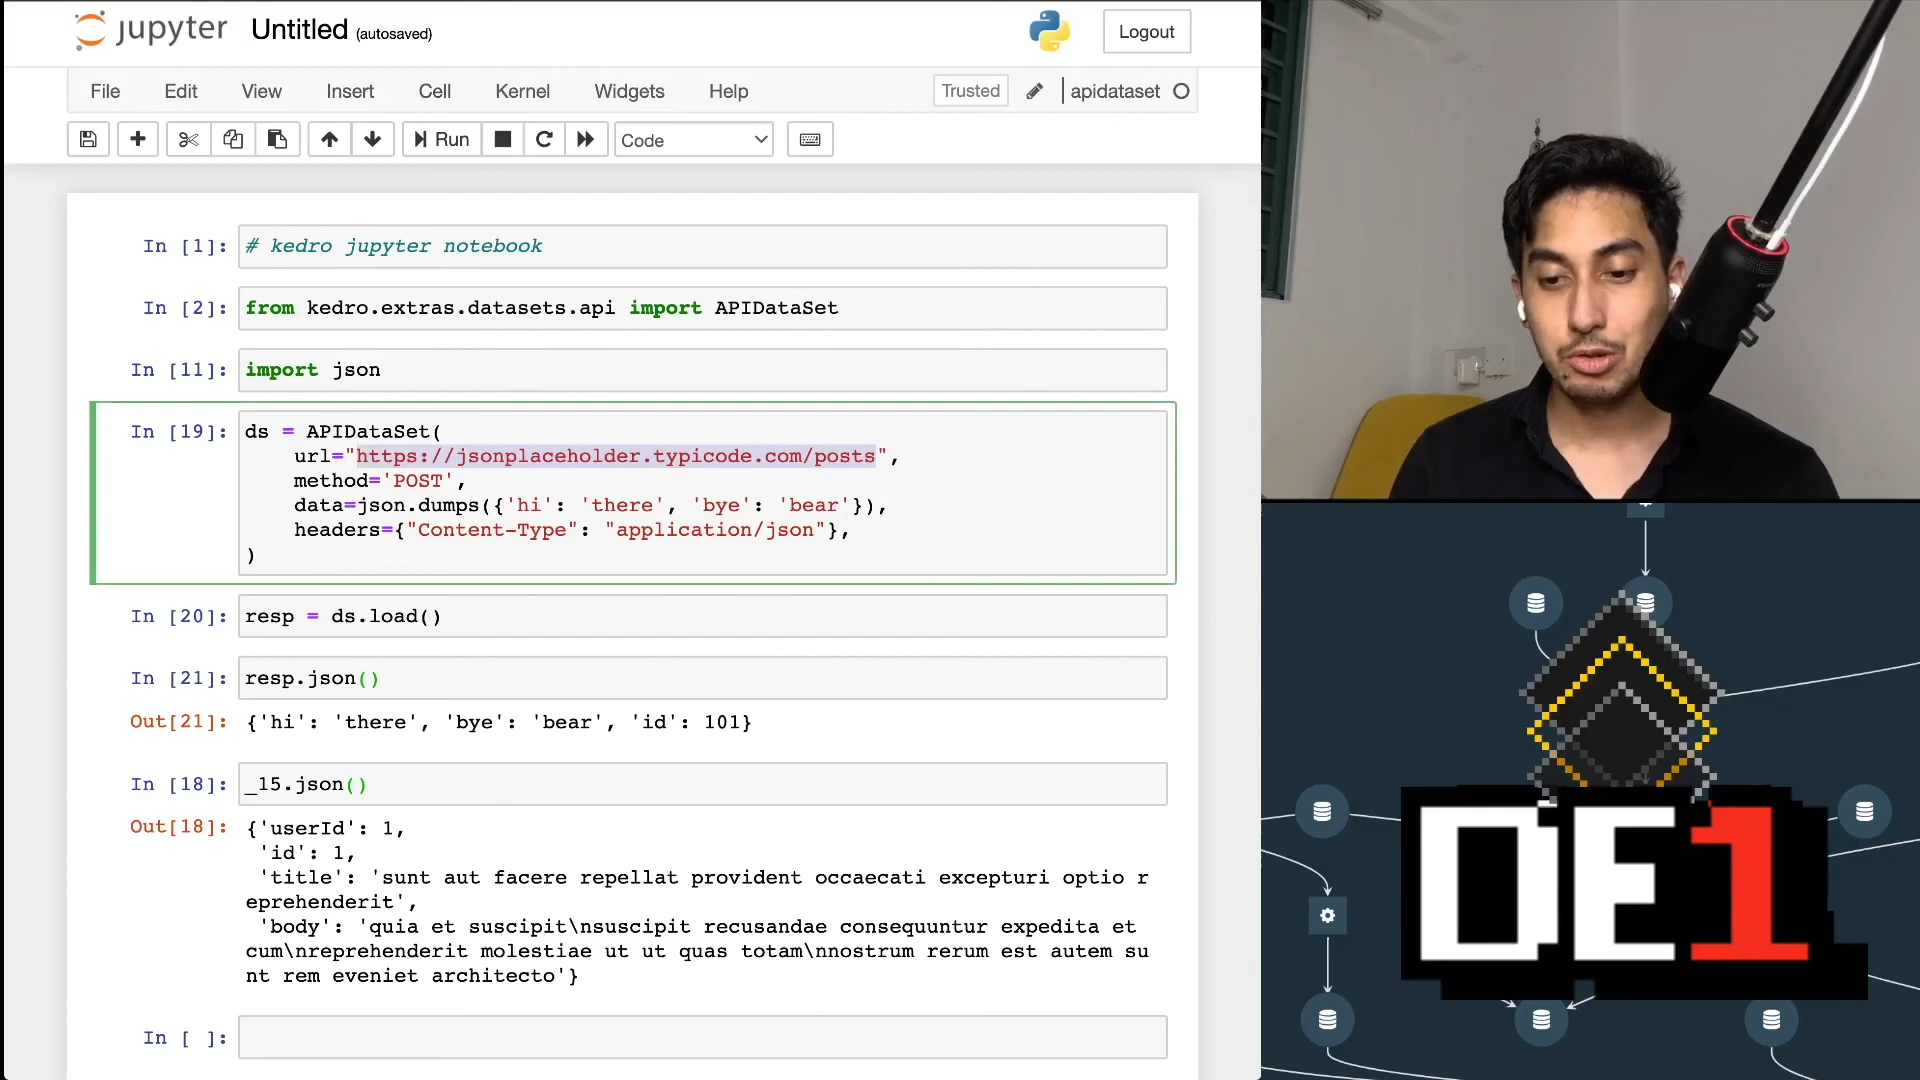 jupyter Untitled (autosaved)
Logout
File Edit View Insert Cell Kernel Widgets Help Trusted apidataset
Run Code
In [1]: # kedro jupyter notebook
In [2]: from kedro.extras.datasets.api import APIDataSet
In [11]: import json
In [19]: ds = APIDataSet(
url="https://jsonplaceholder.typicode.com/posts",
method='POST',
data=json.dumps({'hi': 'there', 'bye': 'bear'}),
headers={"Content-Type": "application/json"},
)
In [20]: resp = ds.load()
In [21]: resp.json()
Out[21]: {'hi': 'there', 'bye': 'bear', 'id': 101}
In [18]: _15.json()
Out[18]: {'userId': 1,
'id': 1,
'title': 'sunt aut facere repellat provident occaecati excepturi optio r
eprehenderit',
'body': 'quia et suscipit\nsuscipit recusandae consequuntur expedita et
cum\nreprehenderit molestiae ut ut quas totam\nnostrum rerum est autem su
nt rem eveniet architecto'}
In [ ]:
DE1